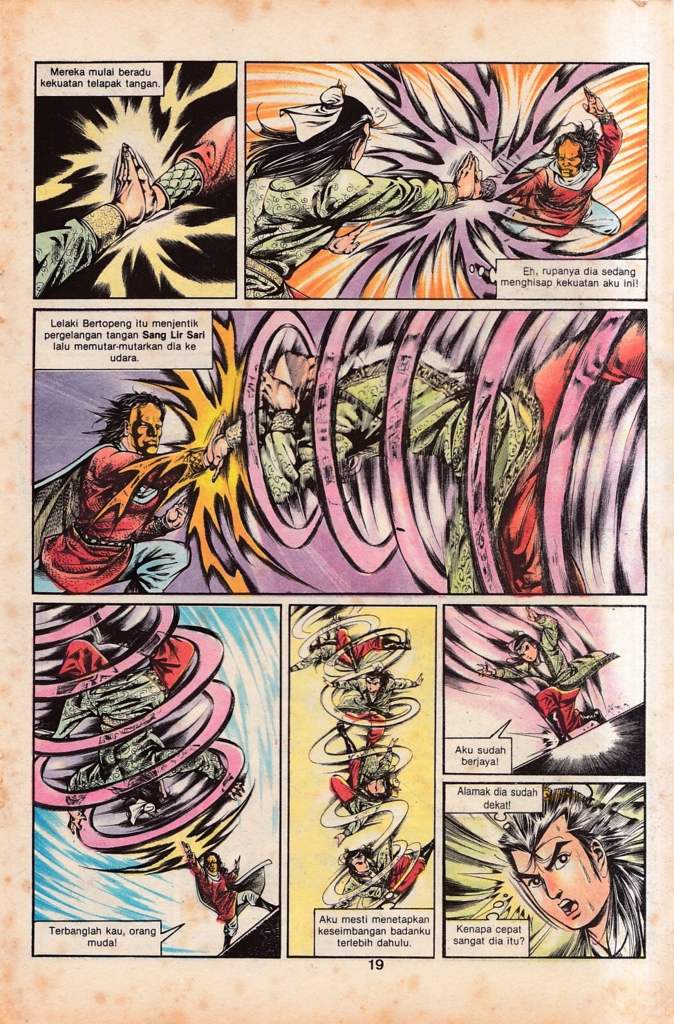 Mereka mulai beradu
kekuatan telapak tangan.
Eh, rupanya dia sedang
menghisap kekuatan aku ini!
Lelaki Bertopeng itu menjentik
pergelangan tangan Sang Lir Sari
lalu memutar-mutarkan dia ke
udara.
Terbanglah kau, orang
muda!
Aku mesti menetapkan
keseimbangan badanku
terlebih dahulu.
Aku sudah
berjaya!
Alamak dia sudah
dekat!
Kenapa cepat
sangat dia itu?
19